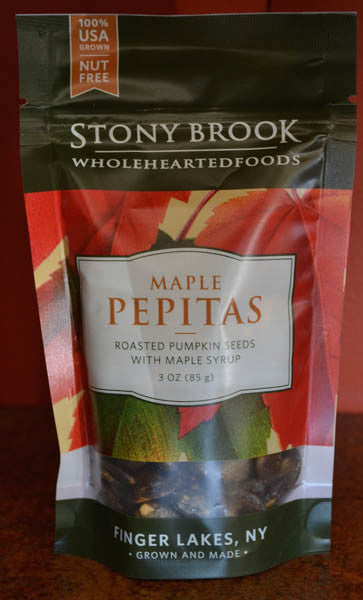 100%
USA
GROWN
NUT
FREE
STONY BROOK
WHOLEHEARTEDFOODS
MAPLE
PEPITAS
ROASTED PUMPKIN SEEDS
WITH MAPLE SYRUP
3 OZ (85 g)
FINGER LAKES, NY
• GROWN AND MADE •